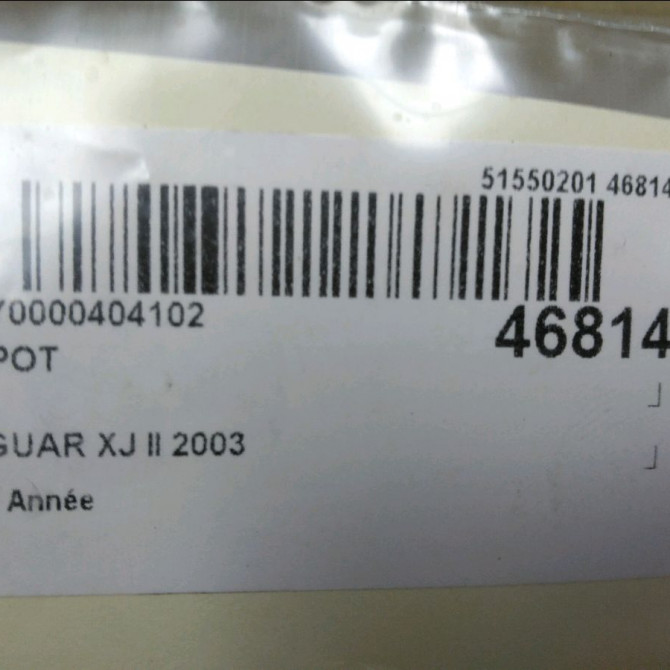 51550201 46814
70000404102
46814
POT
GUAR XJ II 2003
Année